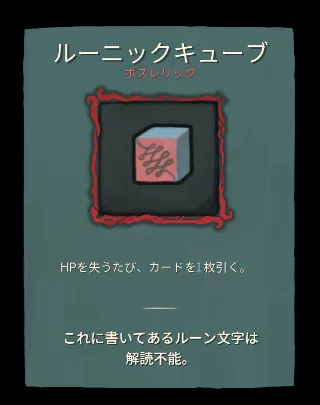 ルーニックキューブ
ボスレリック
HPを失うたび、カードを1枚引く。
これに書いてあるルーン文字は
解読不能。